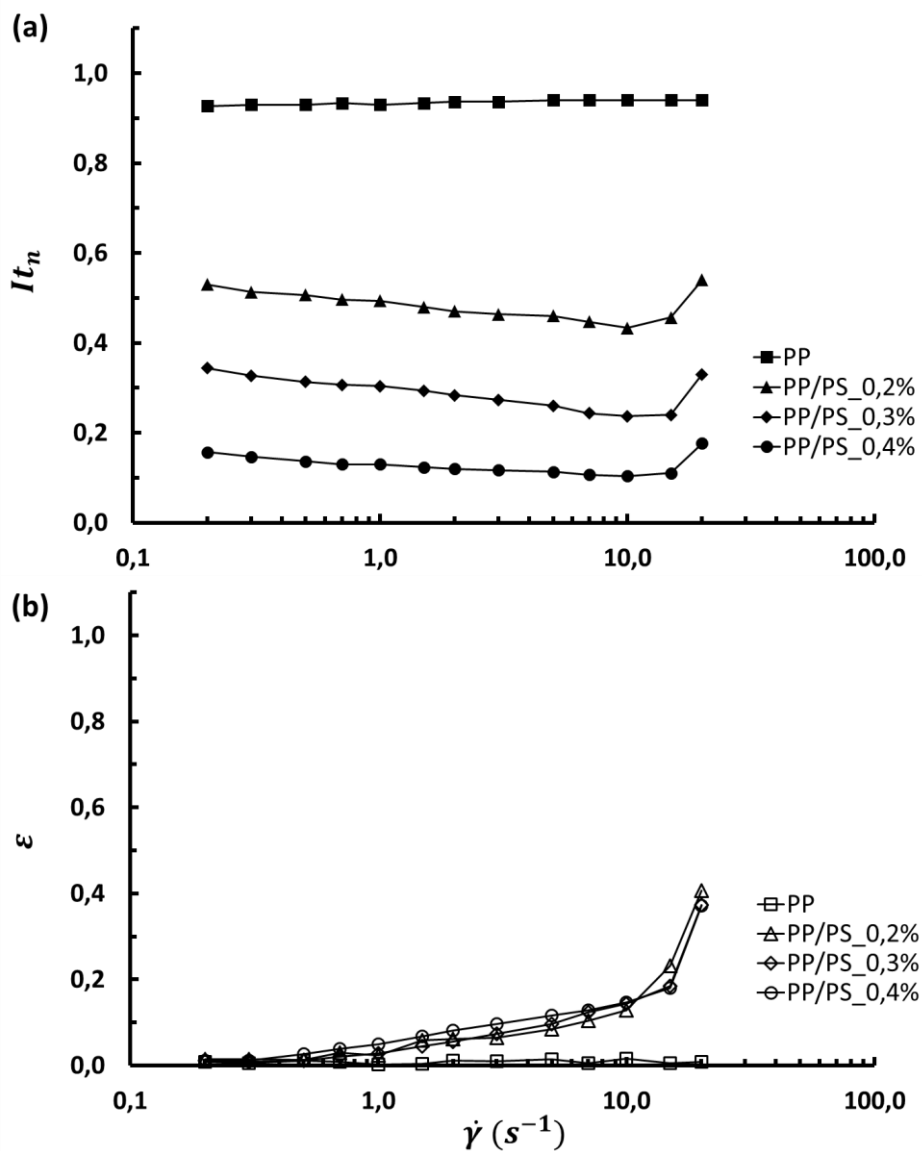 (a)
1,0
0,8
0,6
0,4
0,2
0,0
Itₙ
0,1 1,0 10,0 100,0
PP
PP/PS_0,2%
PP/PS_0,3%
PP/PS_0,4%
(b)
1,0
0,8
0,6
0,4
0,2
0,0
ε
0,1 1,0 10,0 100,0
PP
PP/PS_0,2%
PP/PS_0,3%
PP/PS_0,4%
γ̇ (s⁻¹)